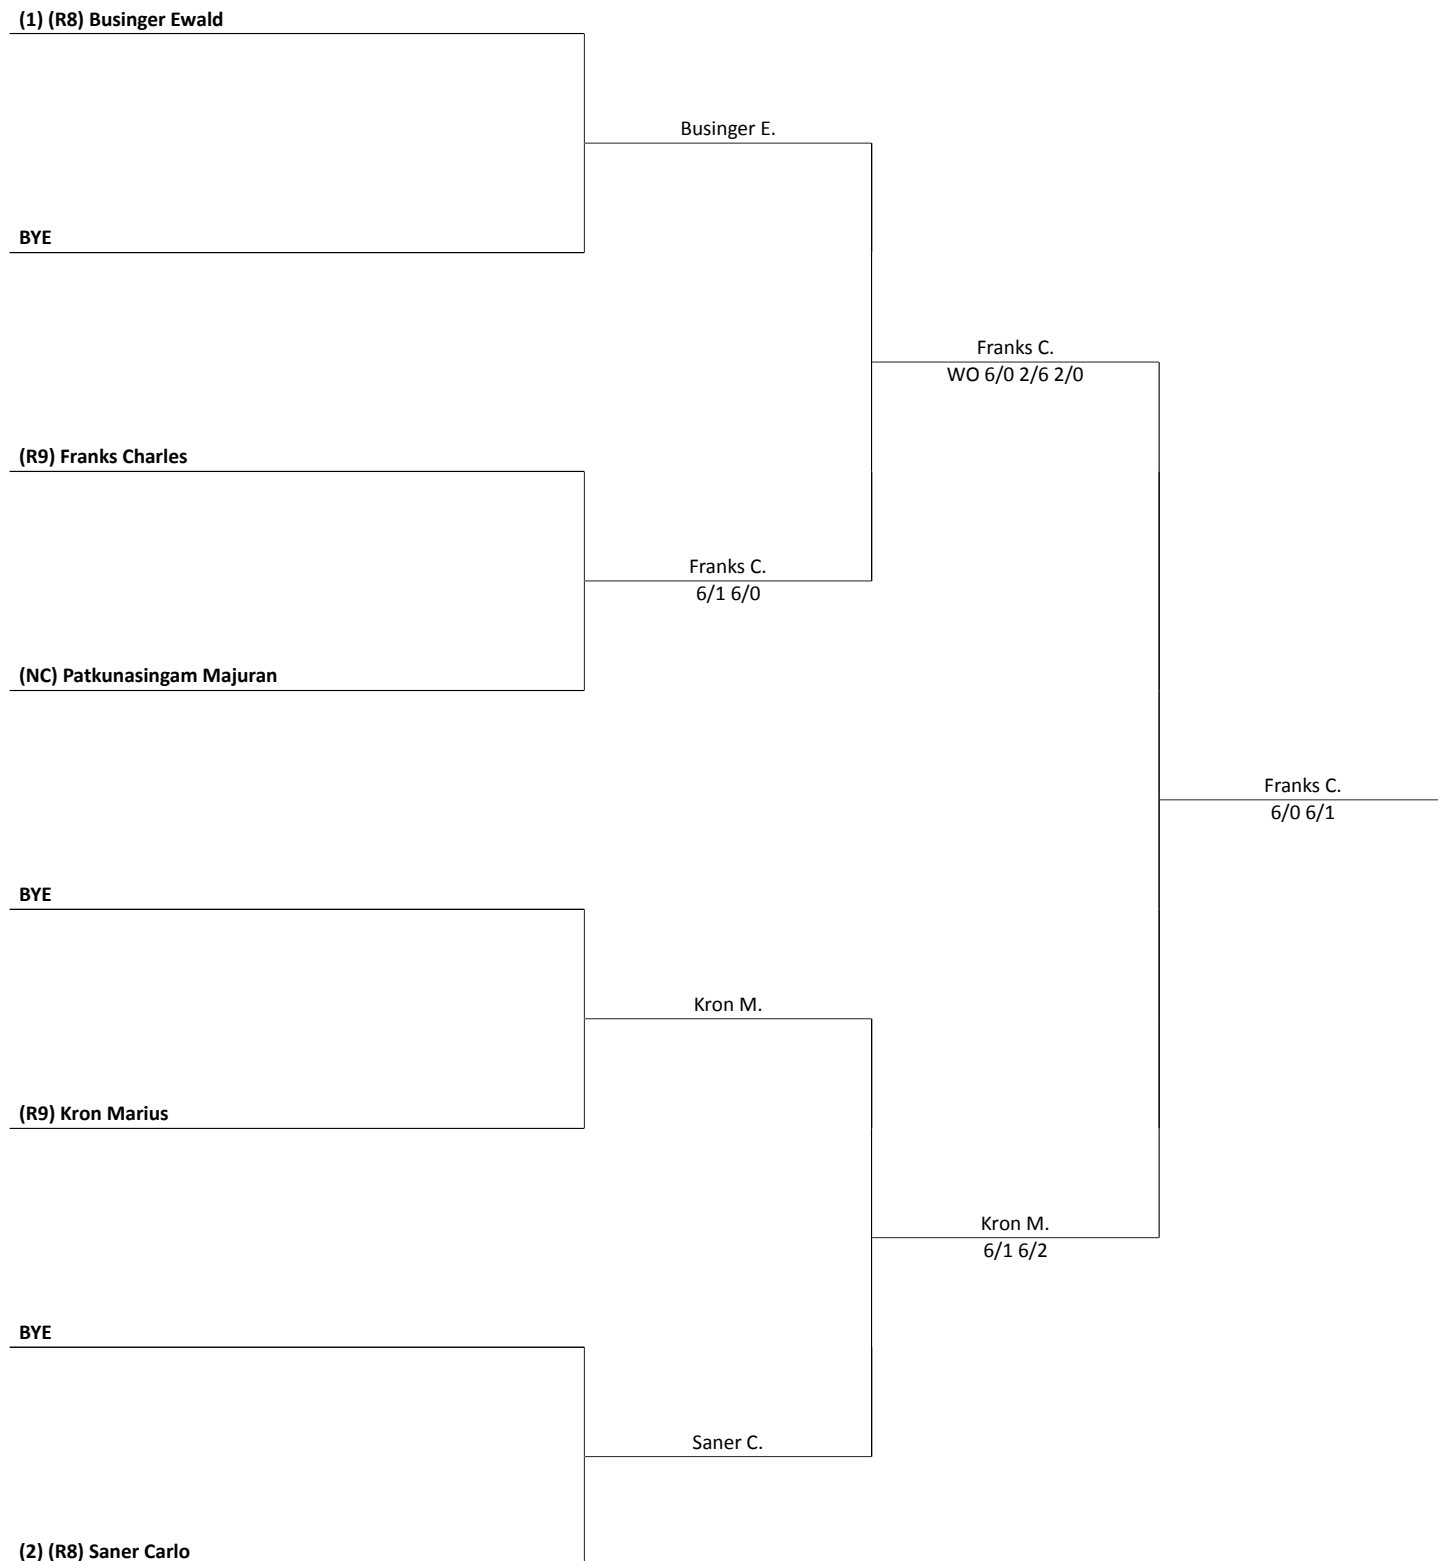 (1) (R8) Businger Ewald
Businger E.
BYE
Franks C.
WO 6/0 2/6 2/0
(R9) Franks Charles
Franks C.
6/1 6/0
(NC) Patkunasingam Majuran
Franks C.
6/0 6/1
BYE
Kron M.
(R9) Kron Marius
Kron M.
6/1 6/2
BYE
Saner C.
(2) (R8) Saner Carlo